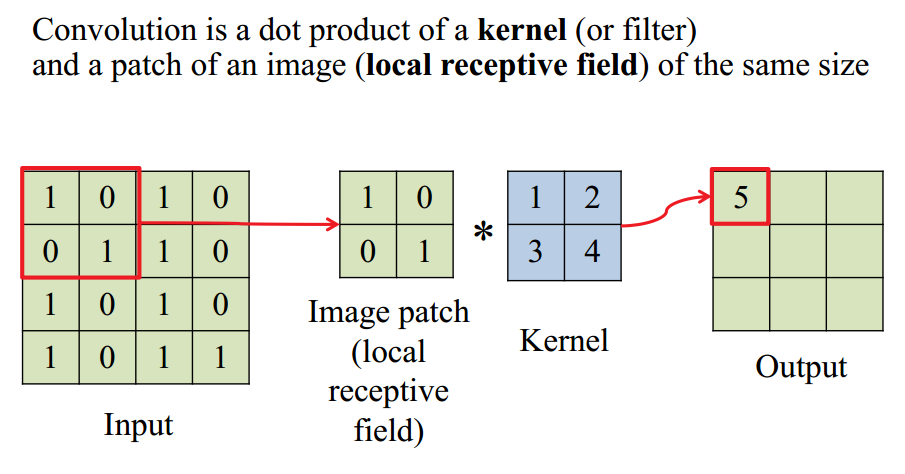 Convolution is a dot product of a kernel (or filter)
and a patch of an image (local receptive field) of the same size
1 0 1 0
0 1 1 0
1 0 1 0
1 0 1 1
Input
1 0
0 1
Image patch
(local
receptive
field)
*
1 2
3 4
Kernel
5
Output